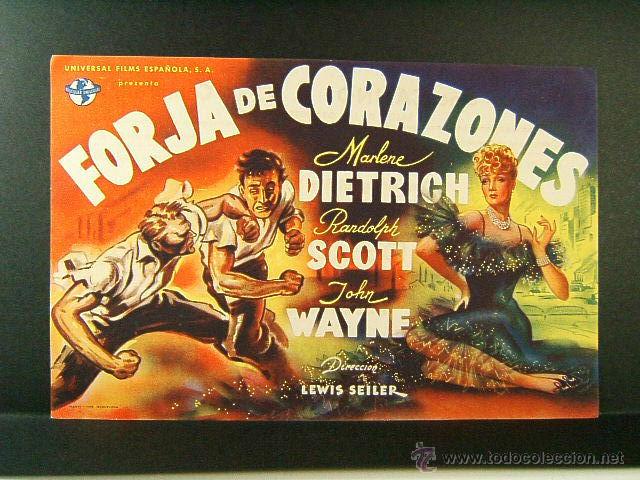 UNIVERSAL FILMS ESPAÑOLA, S. A.
presenta
FORJA DE CORAZONES
Marlene
DIETRICH
Randolph
SCOTT
John
WAYNE
Dirección
LEWIS SEILER
www.todocoleccion.net